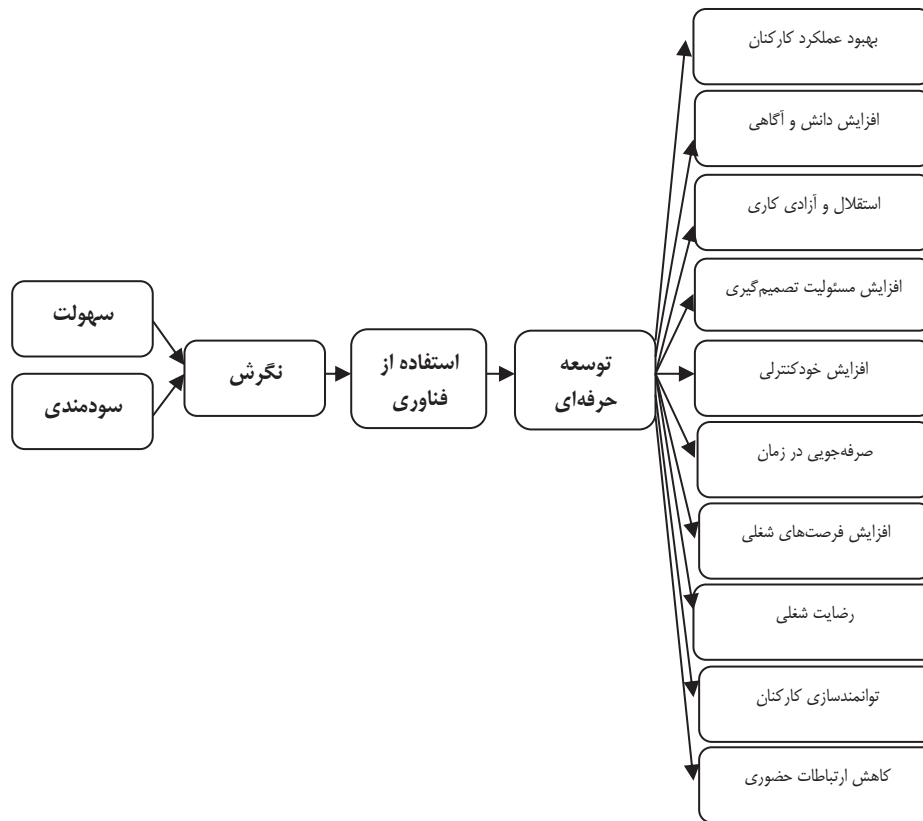 بهبود عملکرد کارکنان
افزایش دانش و آگاهی
استقلال و آزادی کاری
افزایش مسئولیت تصمیم‌گیری
سهولت
نگرش
استفاده از
فناوری
توسعه
حرفه‌ای
افزایش خودکنترلی
سودمندی
صرفه‌جویی در زمان
افزایش فرصت‌های شغلی
رضایت شغلی
توانمندسازی کارکنان
کاهش ارتباطات حضوری